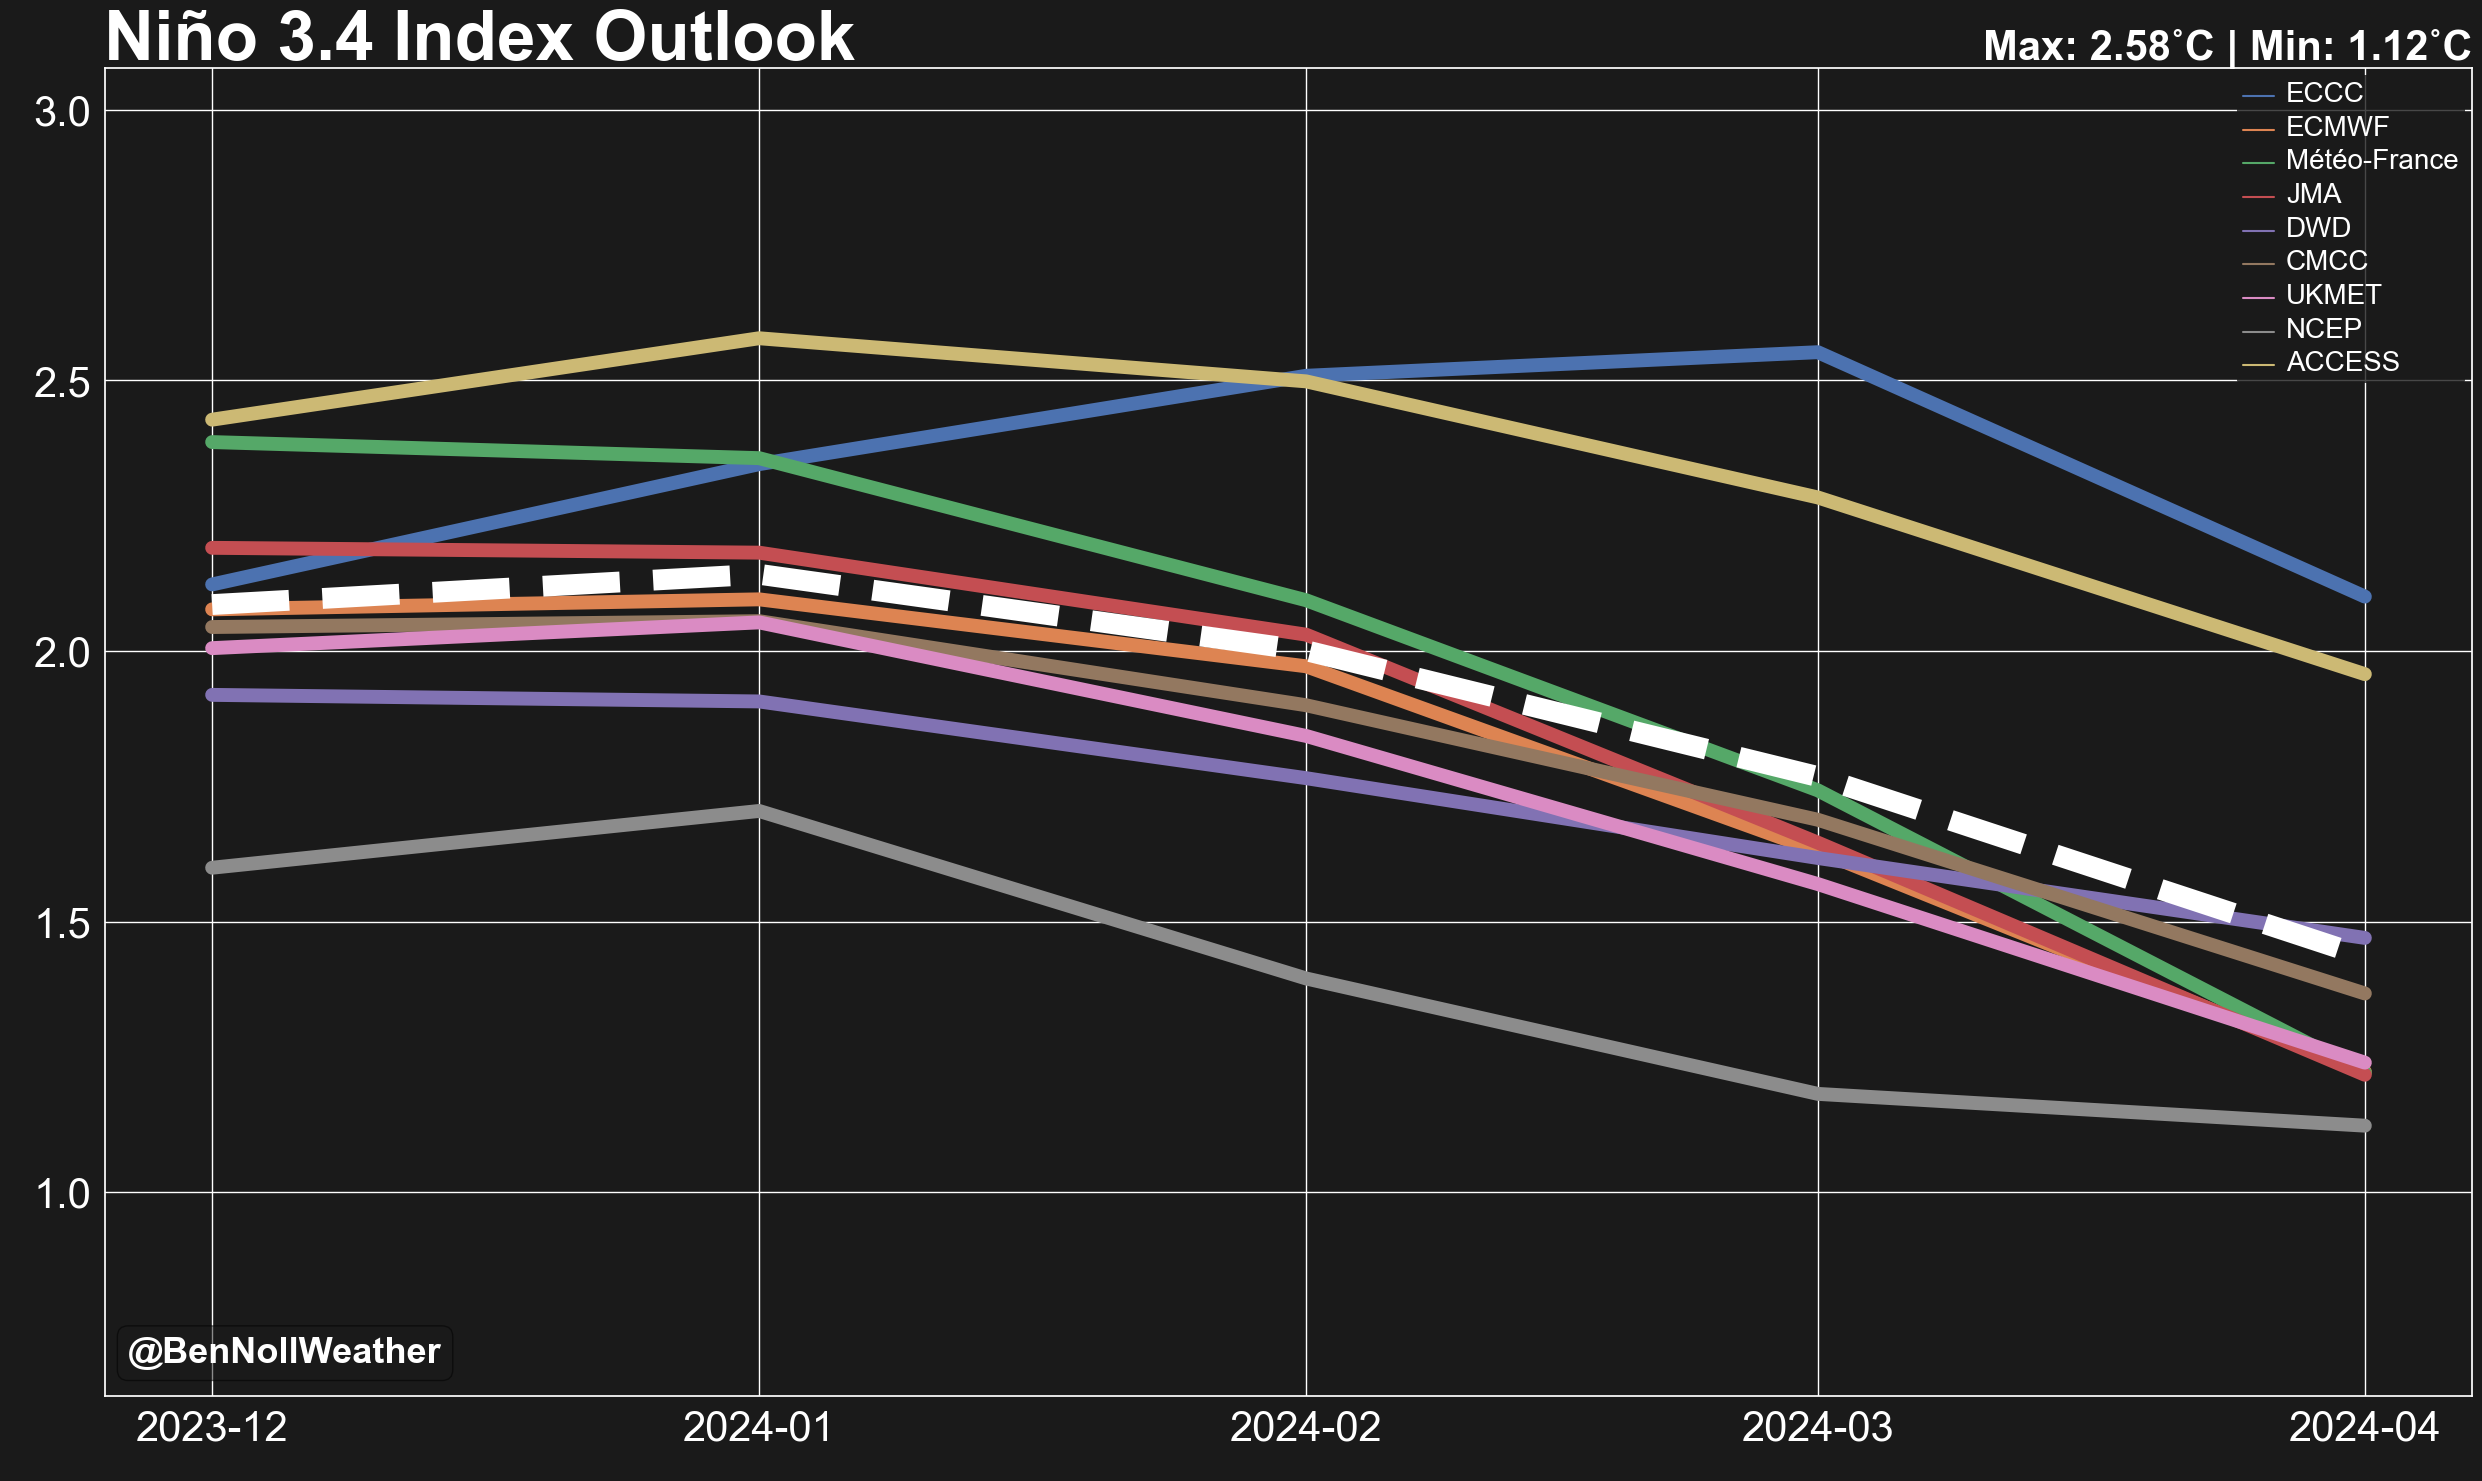 Niño 3.4 Index Outlook
Max: 2.58°C | Min: 1.12°C
3.0
2.5
2.0
1.5
1.0
ECCC
ECMWF
Météo-France
JMA
DWD
CMCC
UKMET
NCEP
ACCESS
@BenNollWeather
2023-12 2024-01 2024-02 2024-03 2024-04